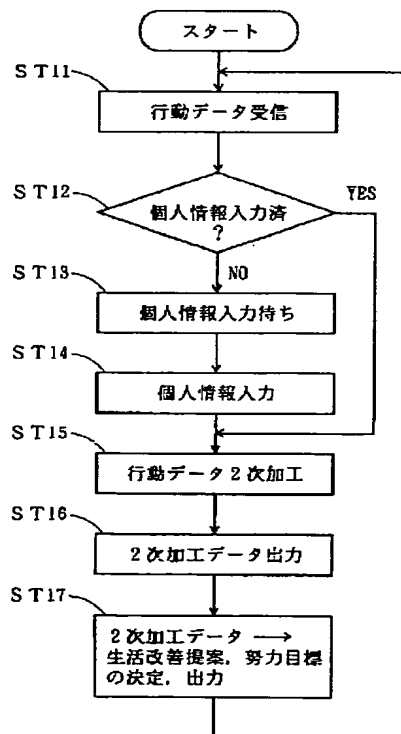 スタート
ST11
行動データ受信
ST12
個人情報入力済
?
YES
NO
ST13
個人情報入力待ち
ST14
個人情報入力
ST15
行動データ2次加工
ST16
2次加工データ出力
ST17
2次加工データ ⟶
生活改善提案,努力目標
の決定,出力